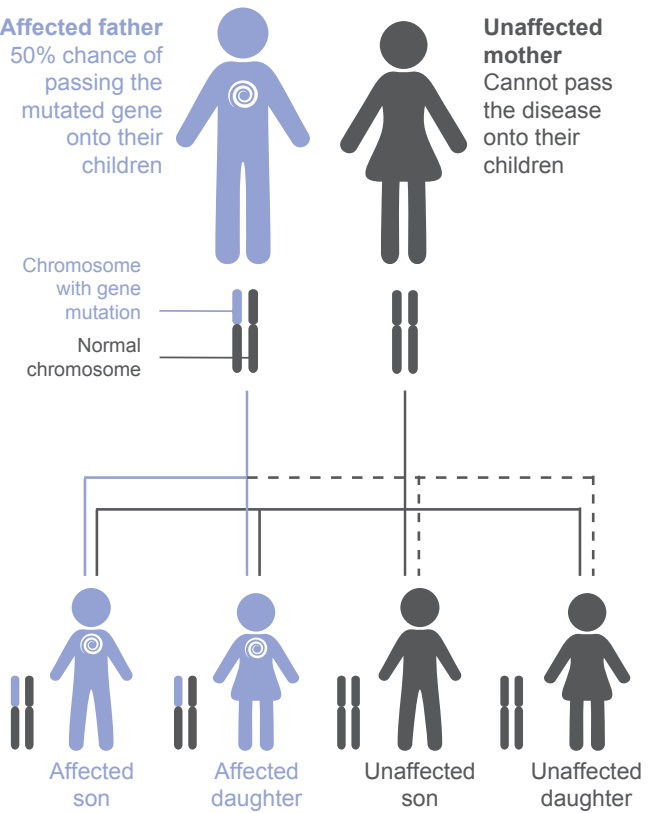 Affected father
50% chance of
passing the
mutated gene
onto their
children
Unaffected
mother
Cannot pass
the disease
onto their
children
Chromosome
with gene
mutation
Normal
chromosome
Affected
son
Affected
daughter
Unaffected
son
Unaffected
daughter